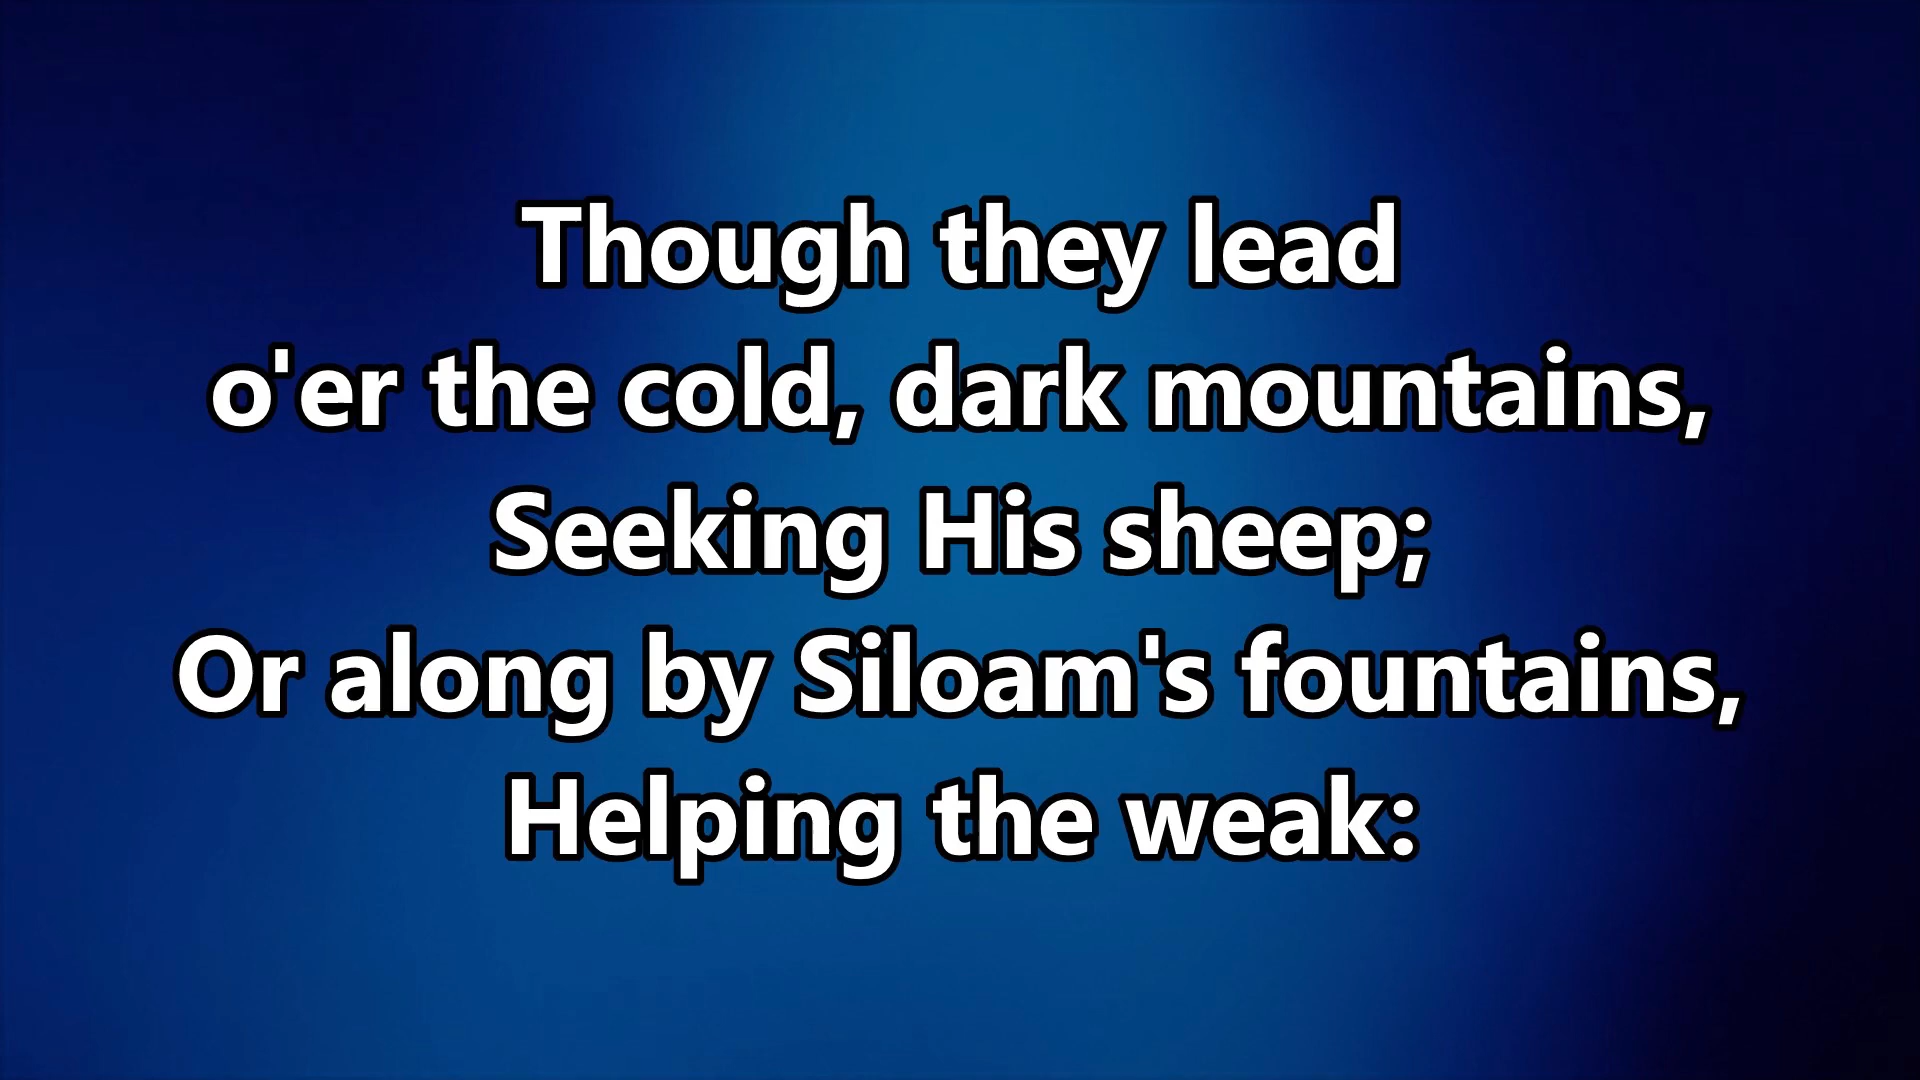 Though they lead
o'er the cold, dark mountains,
Seeking His sheep;
Or along by Siloam's fountains,
Helping the weak: